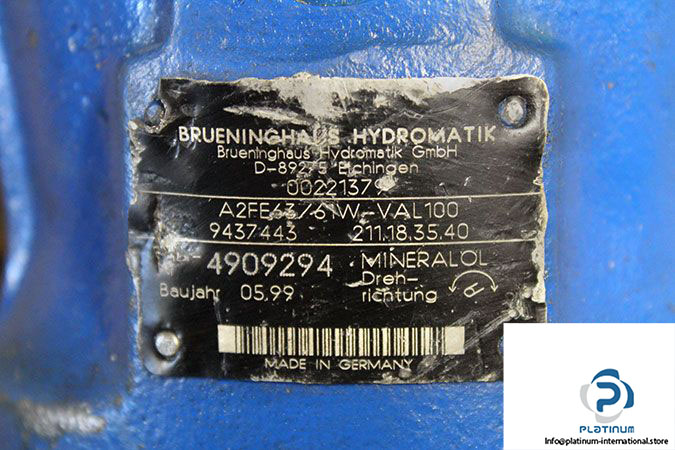 BRUENINGHAUS HYDROMATIK
Brueninghaus Hydromatik GmbH
D-89275 Elchingen
00221379
A2FE63/61W-VAL100
9437443 211.18.35.40
4909294 MINERALÖL
Dreh-
Baujahr 05.99 richtung
MADE IN GERMANY
PLATINUM
info@platinum-international.store